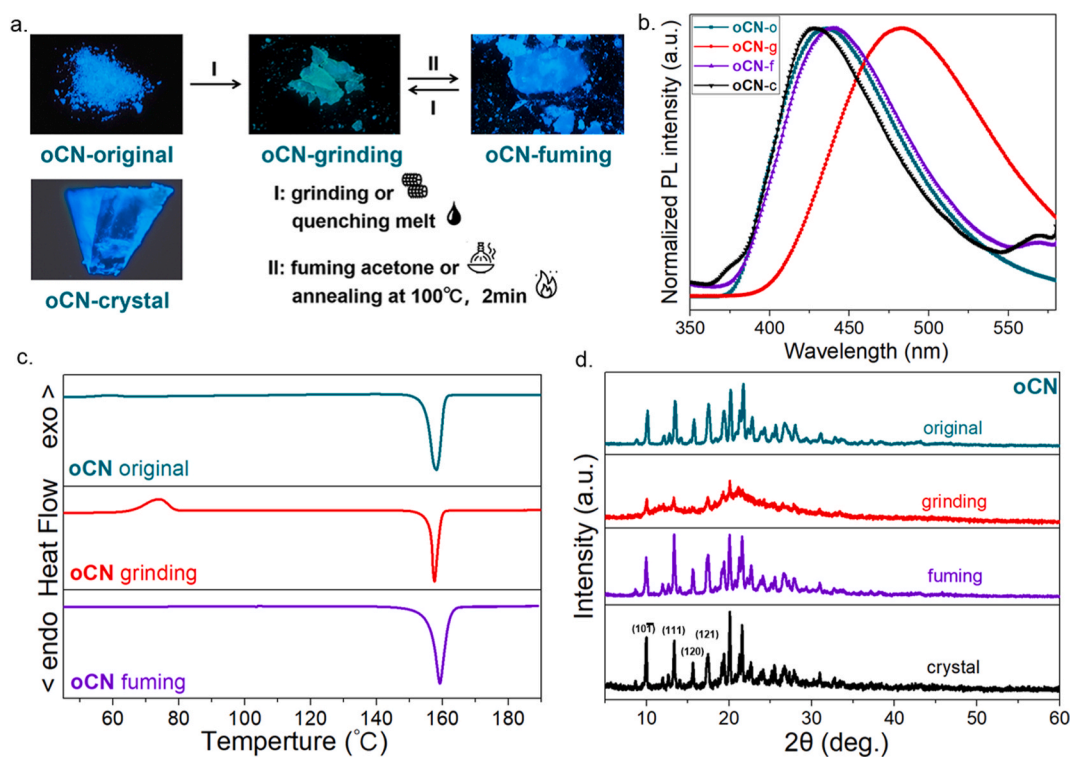 a.
I
II
I
oCN-original
oCN-grinding
oCN-fuming
oCN-crystal
I: grinding or
quenching melt
II: fuming acetone or
annealing at 100℃, 2min
b.
Normalized PL intensity (a.u.)
oCN-o
oCN-g
oCN-f
oCN-c
350 400 450 500 550
Wavelength (nm)
c.
< endo Heat Flow exo >
oCN original
oCN grinding
oCN fuming
60 80 100 120 140 160 180
Temperture (℃)
d.
Intensity (a.u.)
oCN
original
grinding
fuming
(101̅) (111) (120) (121)
crystal
10 20 30 40 50 60
2θ (deg.)